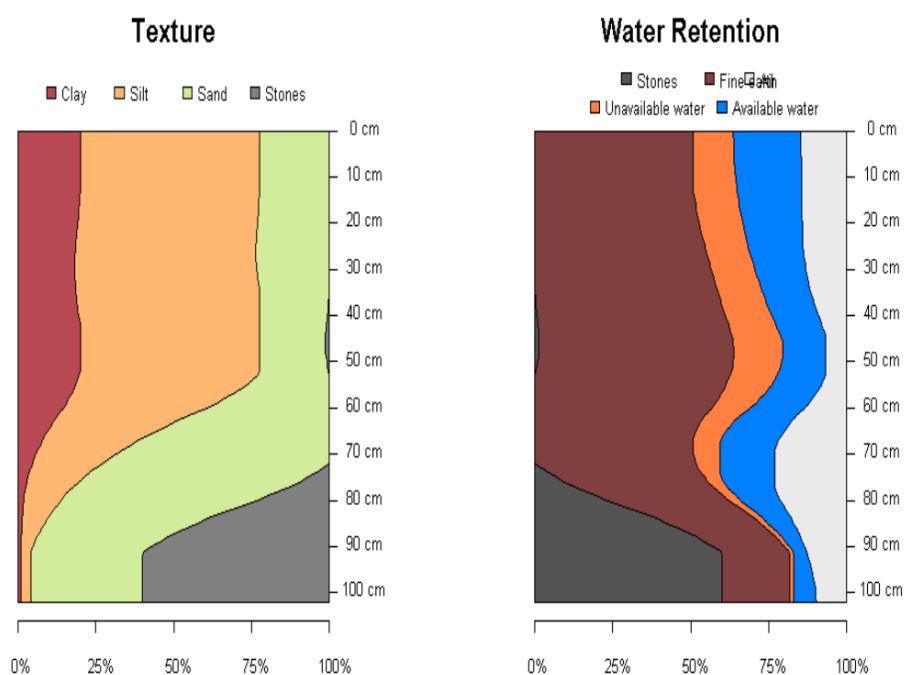 Texture
Clay Silt Sand Stones
0 cm
10 cm
20 cm
30 cm
40 cm
50 cm
60 cm
70 cm
80 cm
90 cm
100 cm
0% 25% 50% 75% 100%
Water Retention
Stones Fine earth Air
Unavailable water Available water
0 cm
10 cm
20 cm
30 cm
40 cm
50 cm
60 cm
70 cm
80 cm
90 cm
100 cm
0% 25% 50% 75% 100%